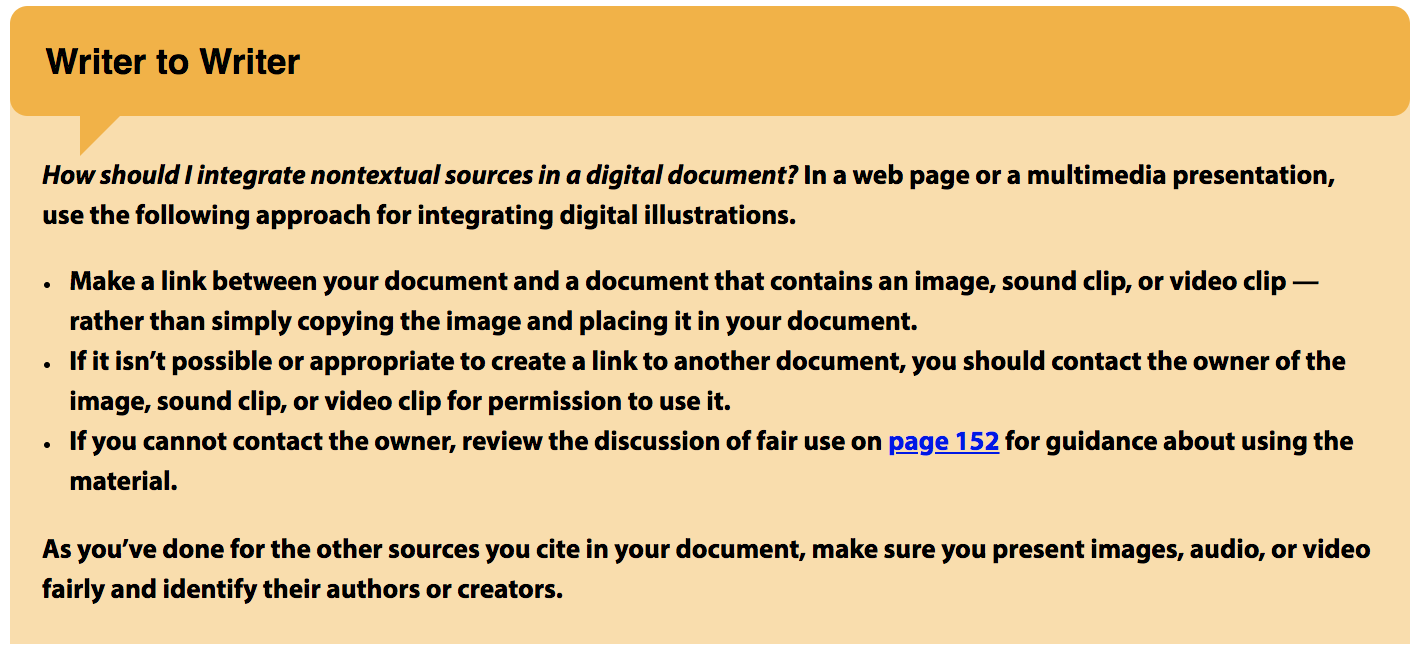 Writer to Writer
How should I integrate nontextual sources in a digital document? In a web page or a multimedia presentation,
use the following approach for integrating digital illustrations.
• Make a link between your document and a document that contains an image, sound clip, or video clip —
rather than simply copying the image and placing it in your document.
• If it isn’t possible or appropriate to create a link to another document, you should contact the owner of the
image, sound clip, or video clip for permission to use it.
• If you cannot contact the owner, review the discussion of fair use on page 152 for guidance about using the
material.
As you’ve done for the other sources you cite in your document, make sure you present images, audio, or video
fairly and identify their authors or creators.